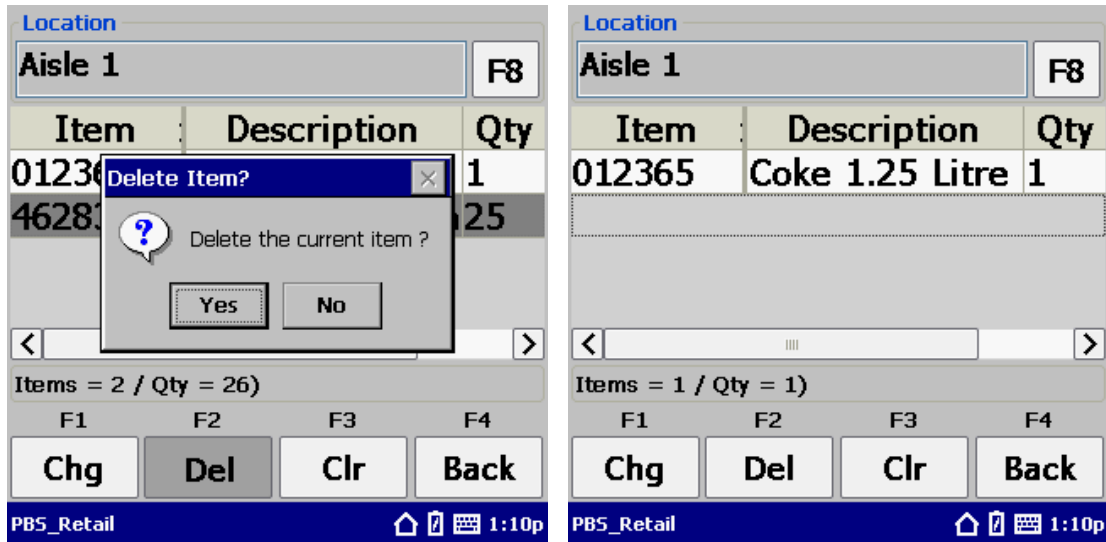 Location
Aisle 1 F8
Item : Description Qty
Delete Item?
1
25
Delete the current item ?
Yes No
Items = 2 / Qty = 26)
F1 F2 F3 F4
Chg Del Clr Back
PBS_Retail 1:10p
Location
Aisle 1 F8
Item : Description Qty
012365 Coke 1.25 Litre 1
Items = 1 / Qty = 1)
F1 F2 F3 F4
Chg Del Clr Back
PBS_Retail 1:10p